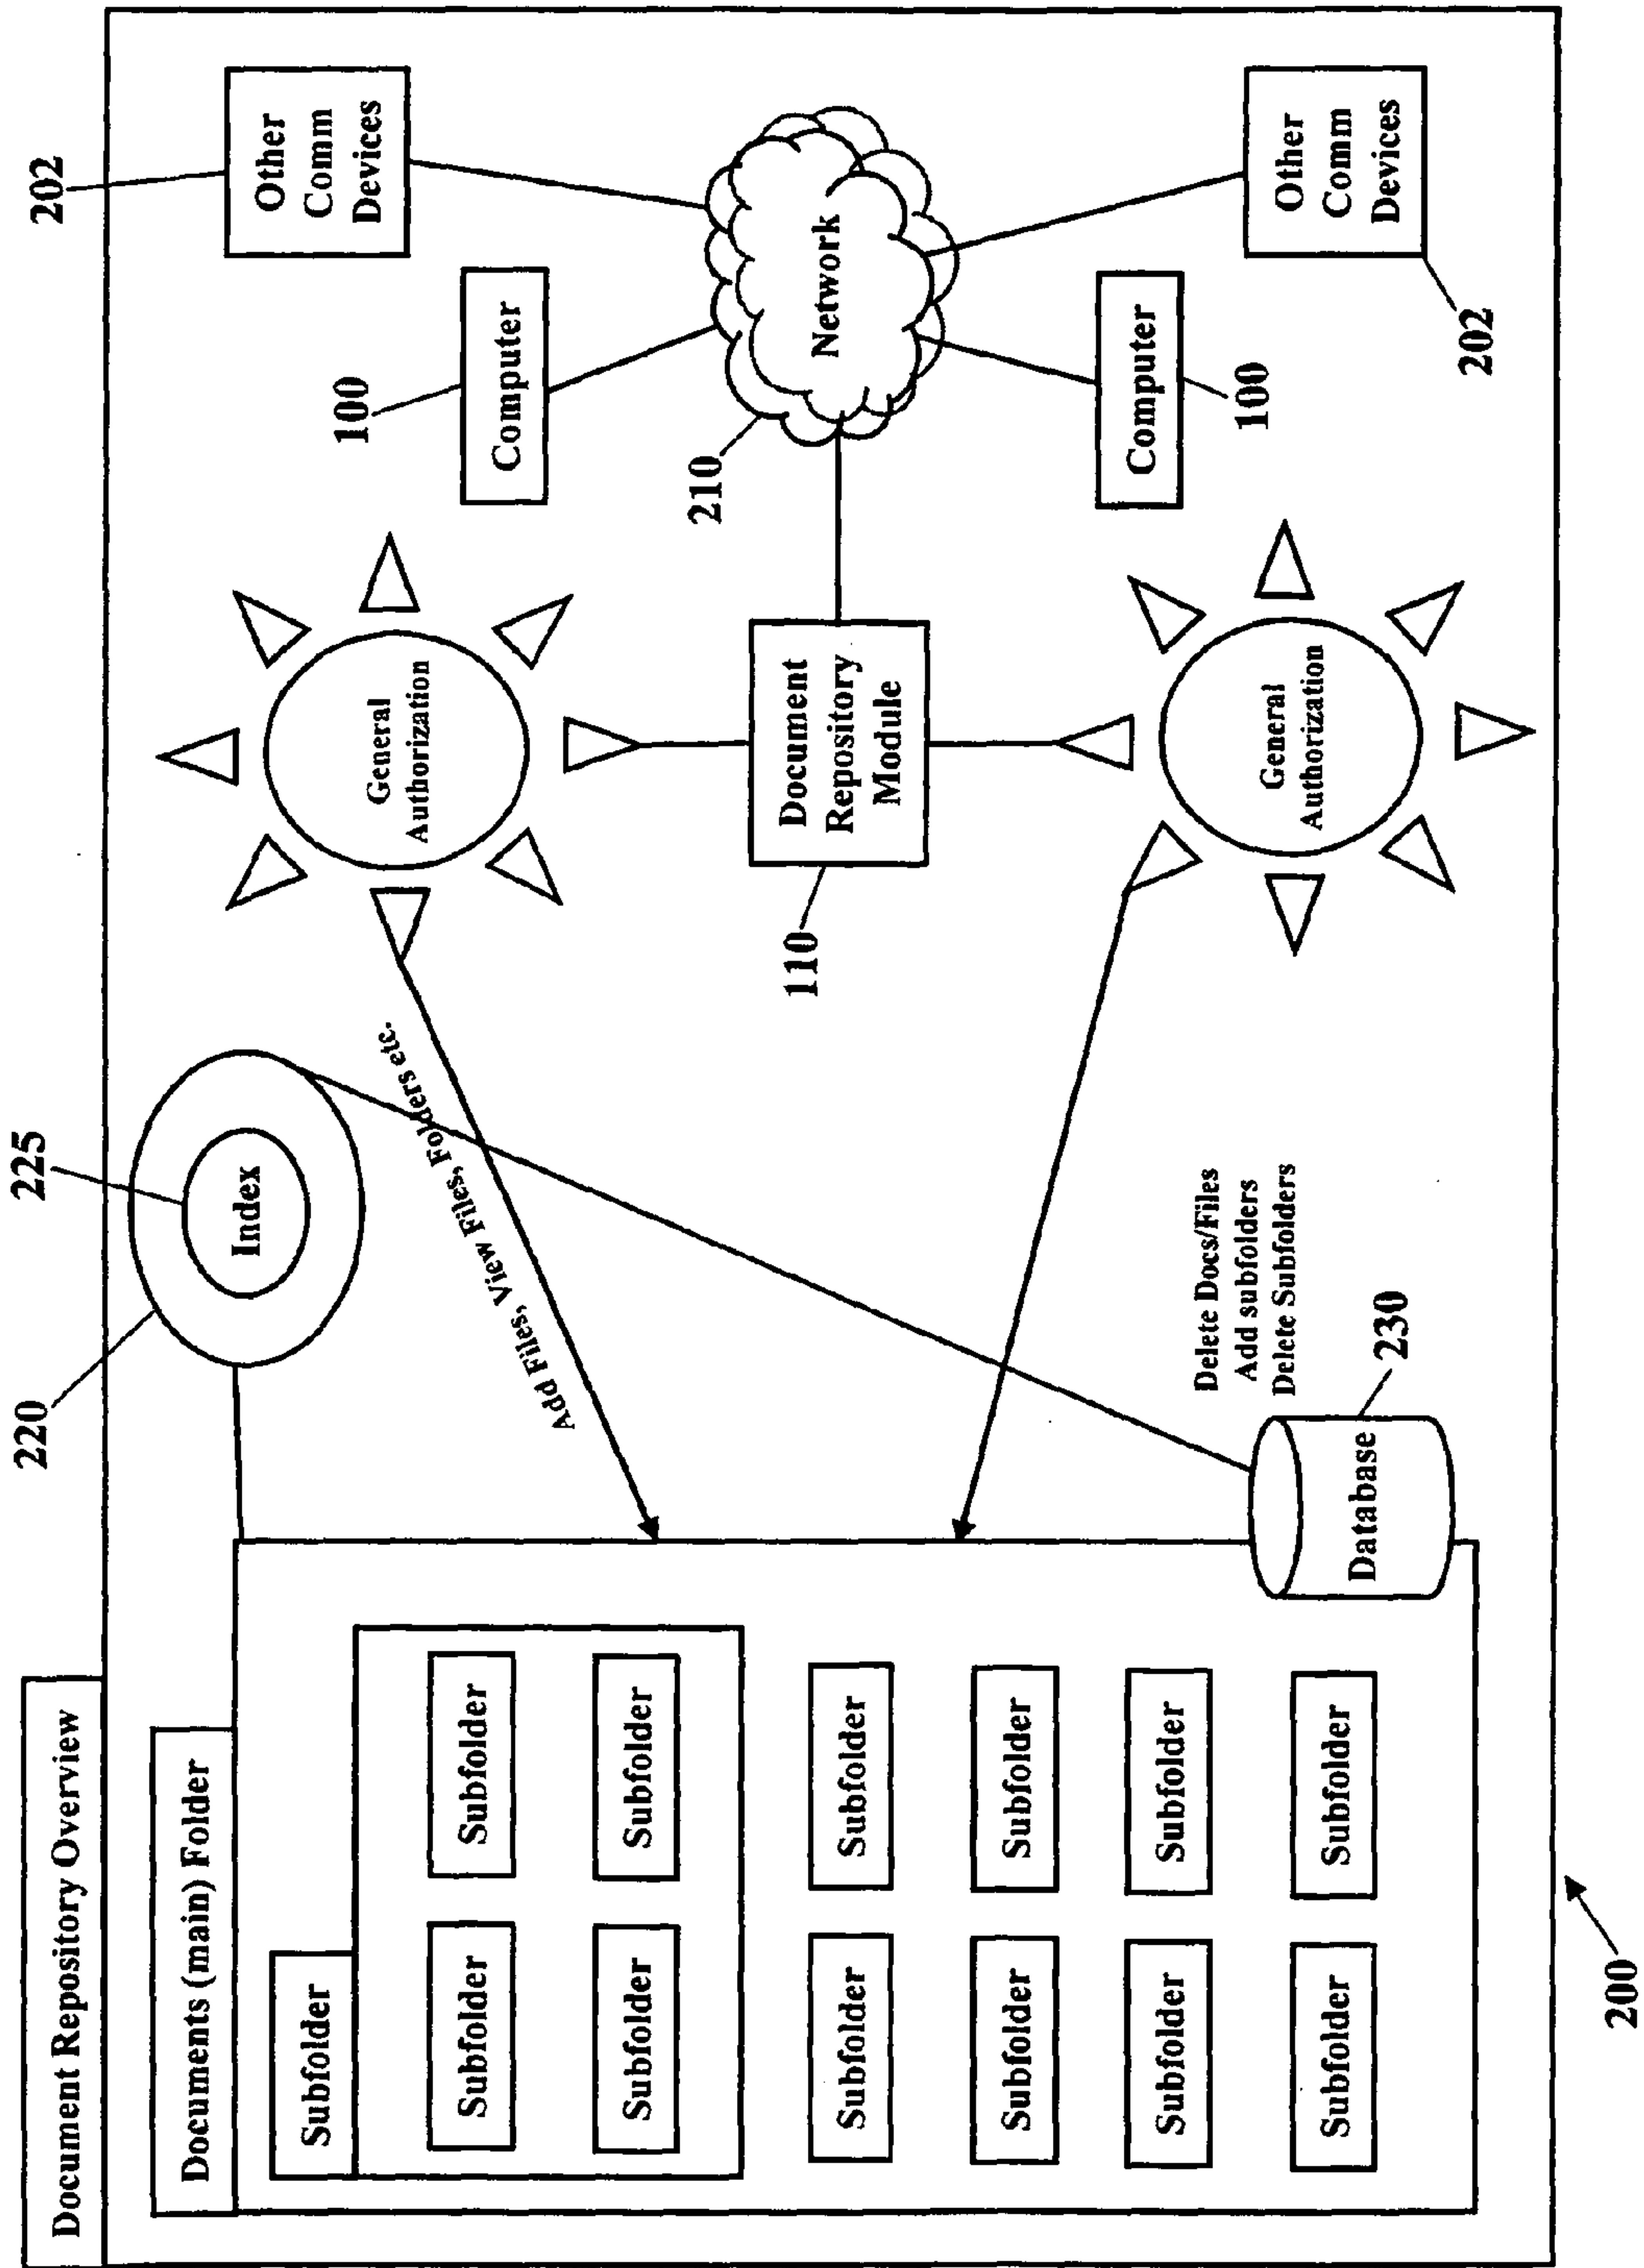 Document Repository Overview
Documents (main) Folder
Subfolder
Subfolder
Subfolder
Subfolder
Subfolder
Subfolder
Subfolder
Subfolder
Subfolder
Subfolder
Subfolder
Subfolder
Subfolder
220
225
Index
Add Files, View Files, Folders etc.
Delete Docs/Files
Add subfolders
Delete Subfolders
230
Database
General
Authorization
Document
Repository
Module
110
General
Authorization
202
Other
Comm
Devices
100
Computer
210
Network
Computer
100
Other
Comm
Devices
202
200